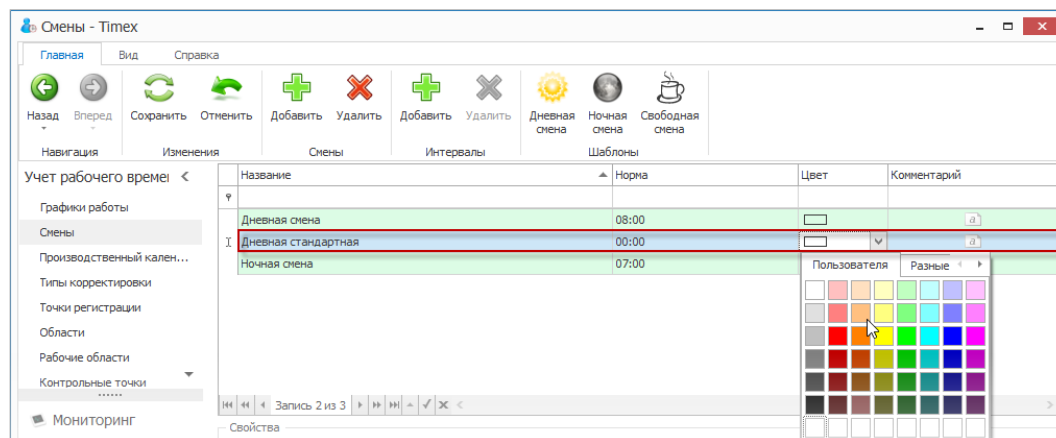 Смены - Timex
Главная Вид Справка
Назад Вперед Сохранить Отменить Добавить Удалить Добавить Удалить Дневная смена Ночная смена Свободная смена
Навигация Изменения Смены Интервалы Шаблоны
Учет рабочего времен
Название Норма Цвет Комментарий
Графики работы
Дневная смена 08:00 a
Смены
Дневная стандартная 00:00 a
Производственный кален...
Ночная смена 07:00
Пользователя Разные
Типы корректировки
Точки регистрации
Области
Рабочие области
Контрольные точки
Запись 2 из 3
Мониторинг
Свойства